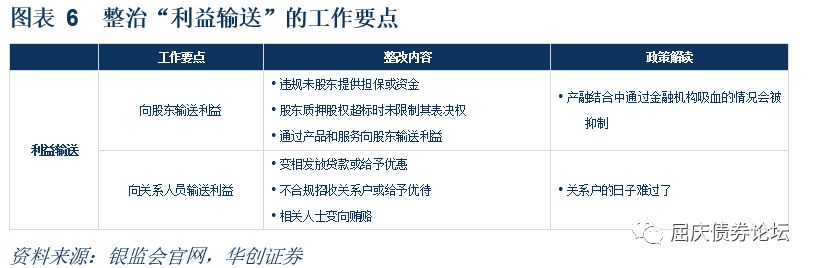 图表 6 整治“利益输送”的工作要点
工作要点 整改内容 政策解读
利益输送
向股东输送利益
• 违规未股东提供担保或资金
• 股东质押股权超标时未限制其表决权
• 通过产品和服务向股东输送利益
• 产融结合中通过金融机构吸血的情况会被
抑制
向关系人员输送利益
• 变相发放贷款或给予优惠
• 不合规招收关系户或给予优待
• 相关人士变向贿赂
• 关系户的日子难过了
屈庆债券论坛
资料来源：银监会官网，华创证券